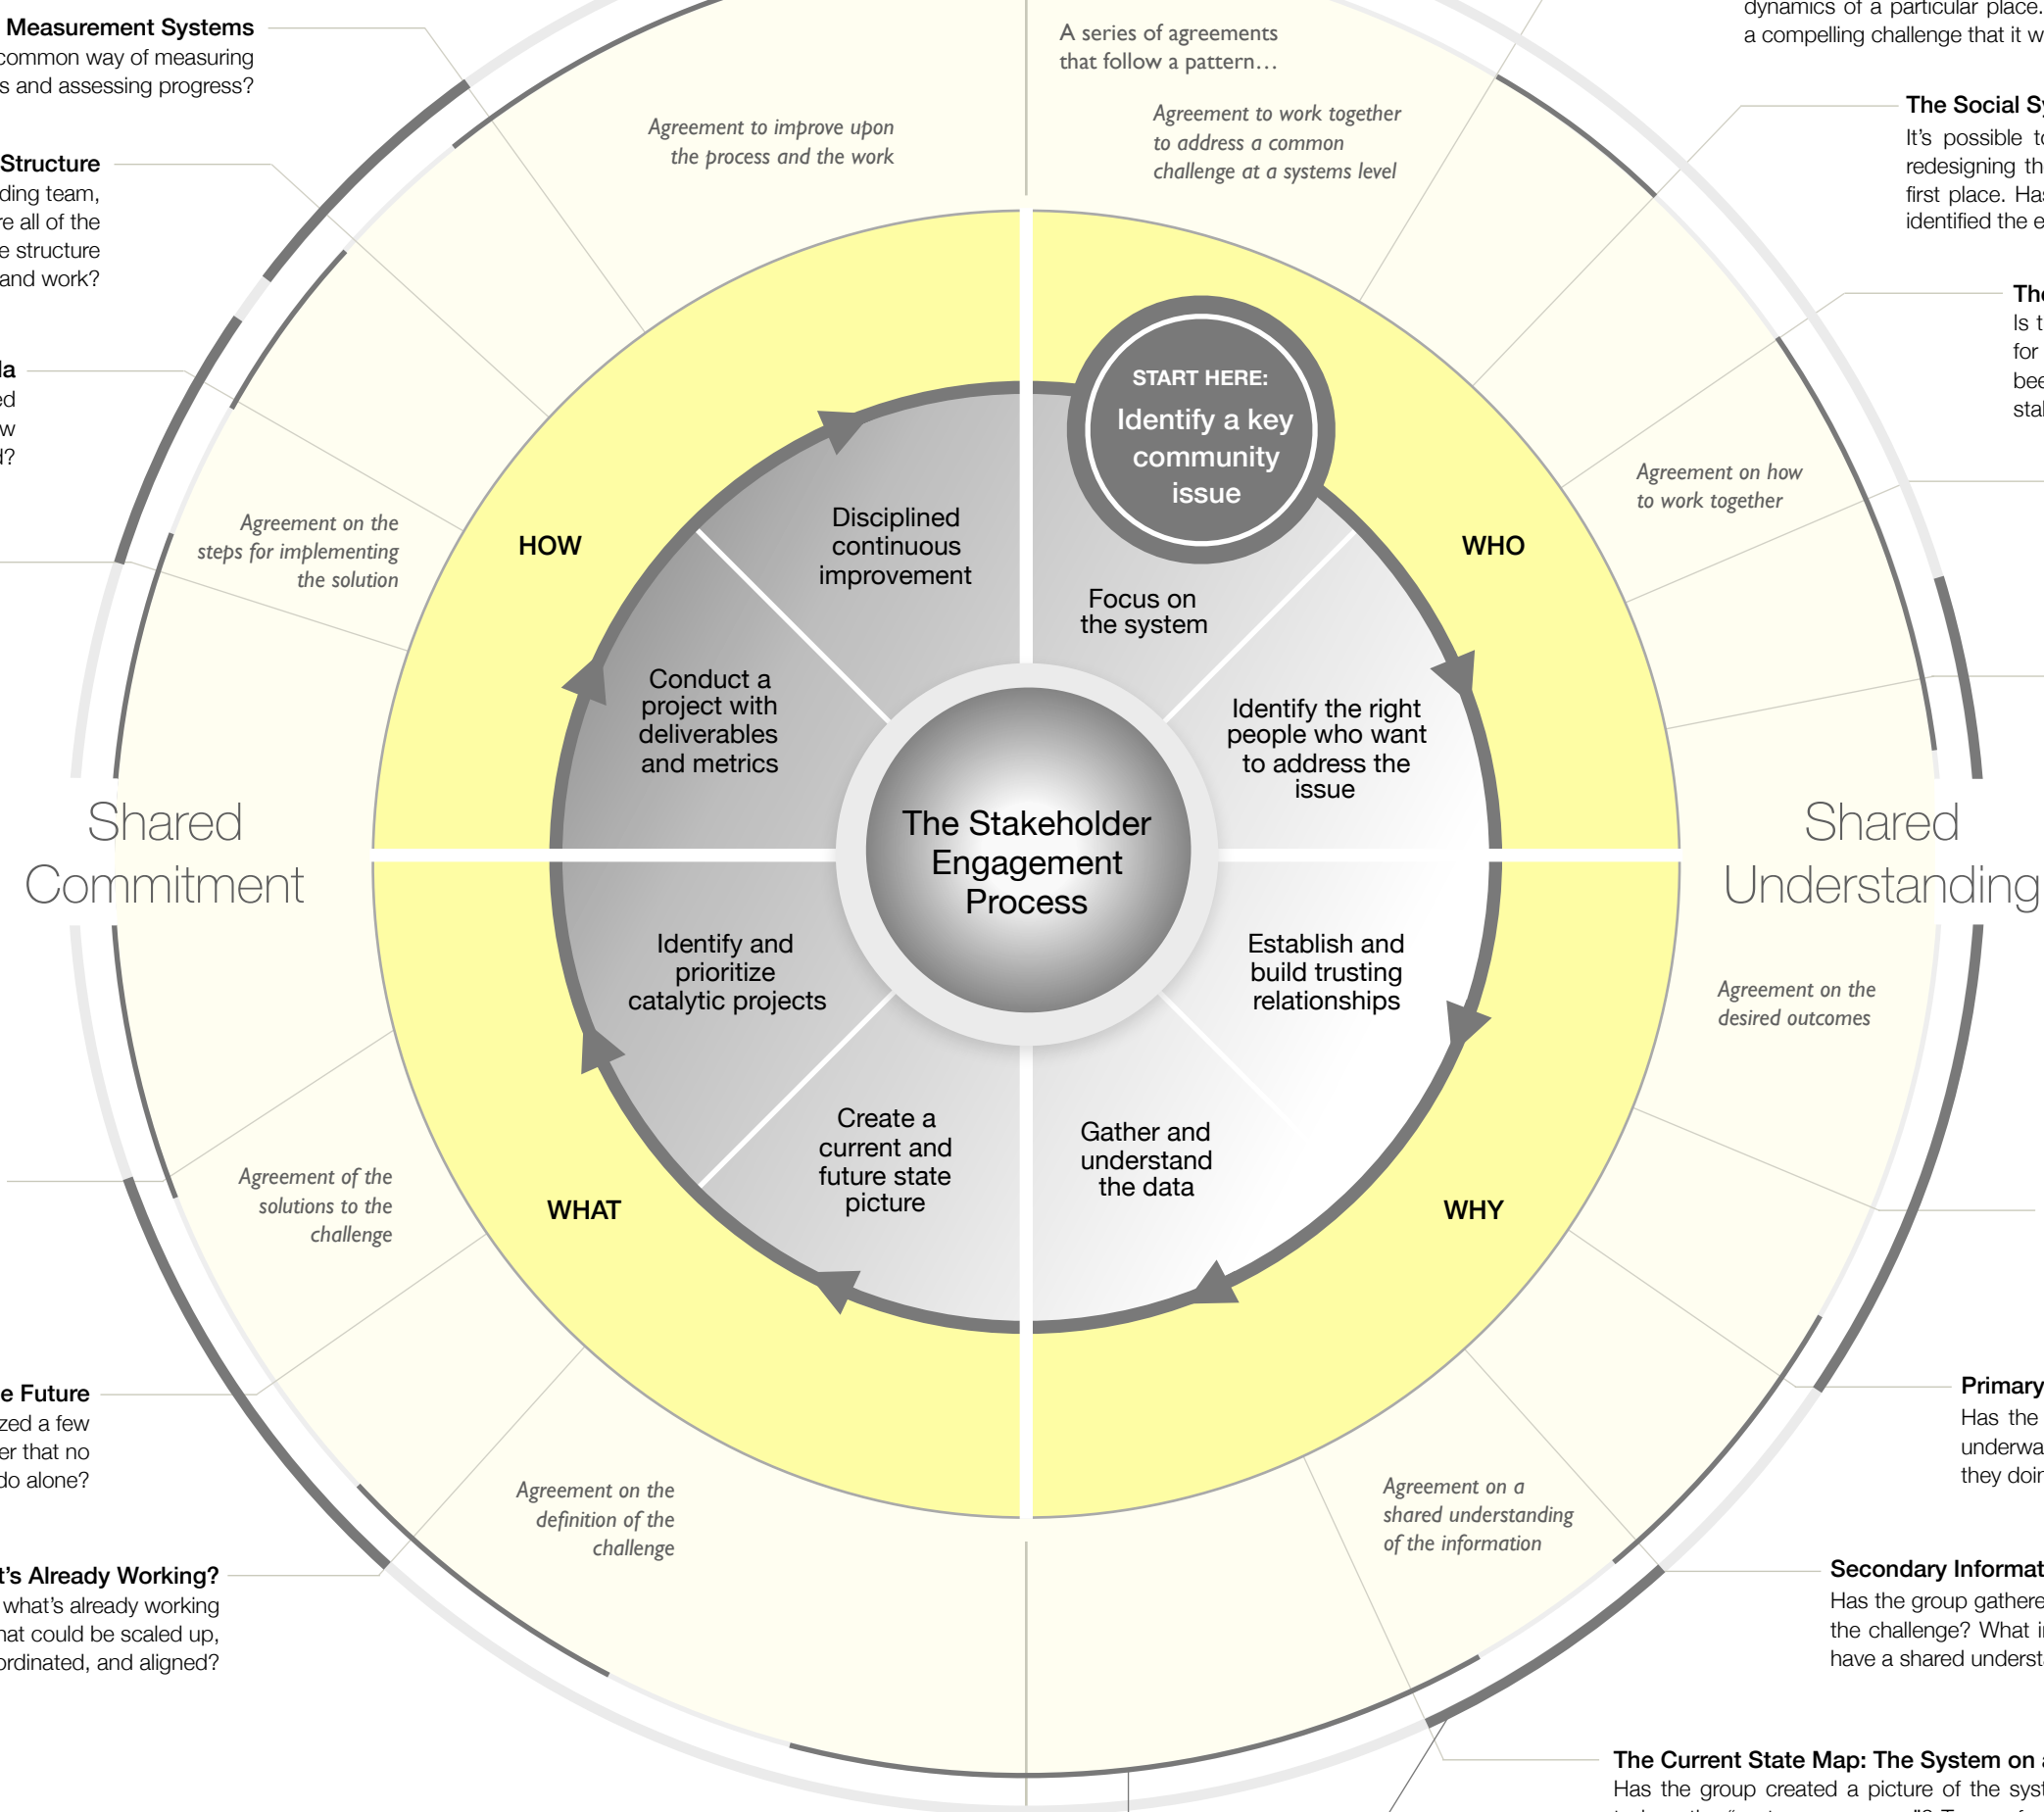 Measurement Systems
common way of measuring
and assessing progress?
Structure
ding team,
re all of the
structure
and work?
A series of agreements
that follow a pattern…
Agreement to improve upon
the process and the work
Agreement to work together
to address a common
challenge at a systems level
dynamics of a particular place.
a compelling challenge that it w
The Social Sy
It’s possible to
redesigning the
first place. Has
identified the e
The
Is t
for
bee
stal
START HERE:
Identify a key
community
issue
HOW
WHO
Agreement on how
to work together
Agreement on the
steps for implementing
the solution
Disciplined
continuous
improvement
Focus on
the system
Conduct a
project with
deliverables
and metrics
Identify the right
people who want
to address the
issue
Shared
Commitment
The Stakeholder
Engagement
Process
Shared
Understanding
Identify and
prioritize
catalytic projects
Establish and
build trusting
relationships
Agreement on the
desired outcomes
Create a
current and
future state
picture
Gather and
understand
the data
WHAT
WHY
Agreement of the
solutions to the
challenge
e Future
zed a few
er that no
do alone?
Agreement on the
definition of the
challenge
Agreement on a
shared understanding
of the information
Primary
Has the
underwa
they doin
t’s Already Working?
what’s already working
hat could be scaled up,
ordinated, and aligned?
Secondary Informat
Has the group gathere
the challenge? What i
have a shared underst
The Current State Map: The System on a
Has the group created a picture of the syst